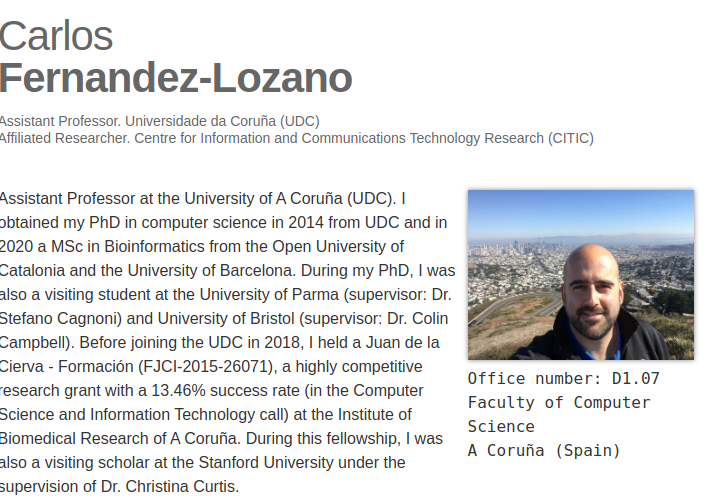 Carlos
Fernandez-Lozano
Assistant Professor. Universidade da Coruña (UDC)
Affiliated Researcher. Centre for Information and Communications Technology Research (CITIC)
Assistant Professor at the University of A Coruña (UDC). I
obtained my PhD in computer science in 2014 from UDC and in
2020 a MSc in Bioinformatics from the Open University of
Catalonia and the University of Barcelona. During my PhD, I was
also a visiting student at the University of Parma (supervisor: Dr.
Stefano Cagnoni) and University of Bristol (supervisor: Dr. Colin
Campbell). Before joining the UDC in 2018, I held a Juan de la
Cierva - Formación (FJCI-2015-26071), a highly competitive
research grant with a 13.46% success rate (in the Computer
Science and Information Technology call) at the Institute of
Biomedical Research of A Coruña. During this fellowship, I was
also a visiting scholar at the Stanford University under the
supervision of Dr. Christina Curtis.
Office number: D1.07
Faculty of Computer
Science
A Coruña (Spain)